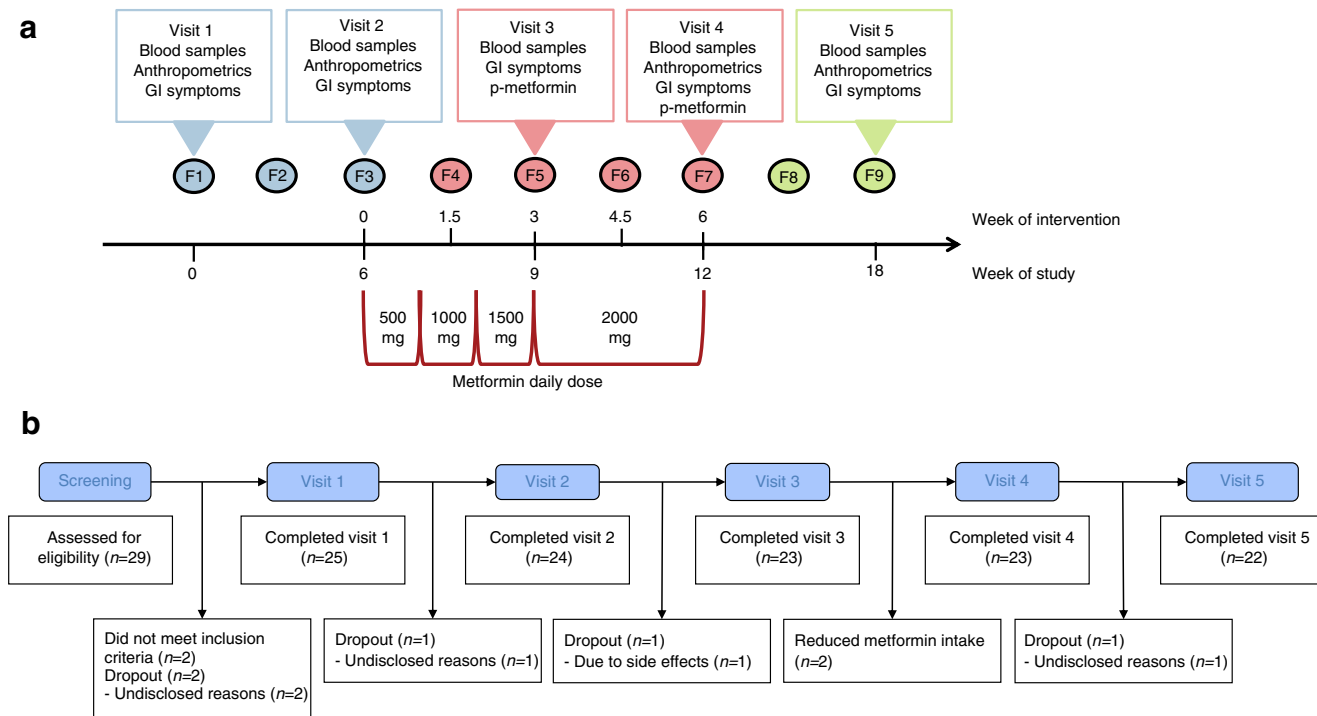 a
Visit 1
Blood samples
Anthropometrics
GI symptoms
Visit 2
Blood samples
Anthropometrics
GI symptoms
Visit 3
Blood samples
GI symptoms
p-metformin
Visit 4
Blood samples
Anthropometrics
GI symptoms
p-metformin
Visit 5
Blood samples
Anthropometrics
GI symptoms
F1 F2 F3 F4 F5 F6 F7 F8 F9
0 1.5 3 4.5 6 Week of intervention
0 6 9 12 18 Week of study
500
mg
1000
mg
1500
mg
2000
mg
Metformin daily dose
b
Screening
Visit 1
Visit 2
Visit 3
Visit 4
Visit 5
Assessed for
eligibility (n=29)
Completed visit 1
(n=25)
Completed visit 2
(n=24)
Completed visit 3
(n=23)
Completed visit 4
(n=23)
Completed visit 5
(n=22)
Did not meet inclusion
criteria (n=2)
Dropout (n=2)
- Undisclosed reasons (n=2)
Dropout (n=1)
- Undisclosed reasons (n=1)
Dropout (n=1)
- Due to side effects (n=1)
Reduced metformin intake
(n=2)
Dropout (n=1)
- Undisclosed reasons (n=1)